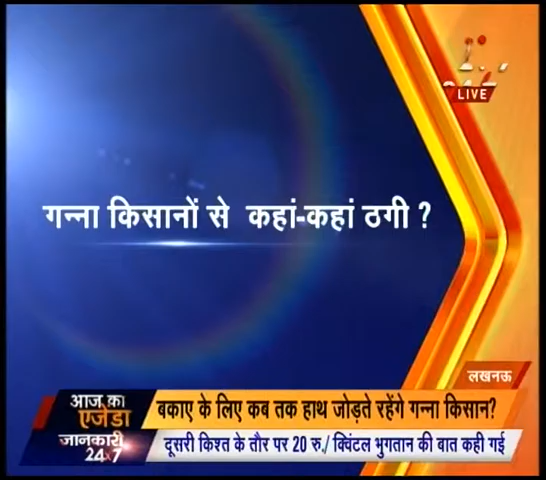 LIVE
गन्ना किसानों से कहां-कहां ठगी ?
लखनऊ
आज का
एजेंडा
बकाए के लिए कब तक हाथ जोड़ते रहेंगे गन्ना किसान?
जानकारी
24x7
दूसरी किश्त के तौर पर 20 रु./ क्विंटल भुगतान की बात कही गई